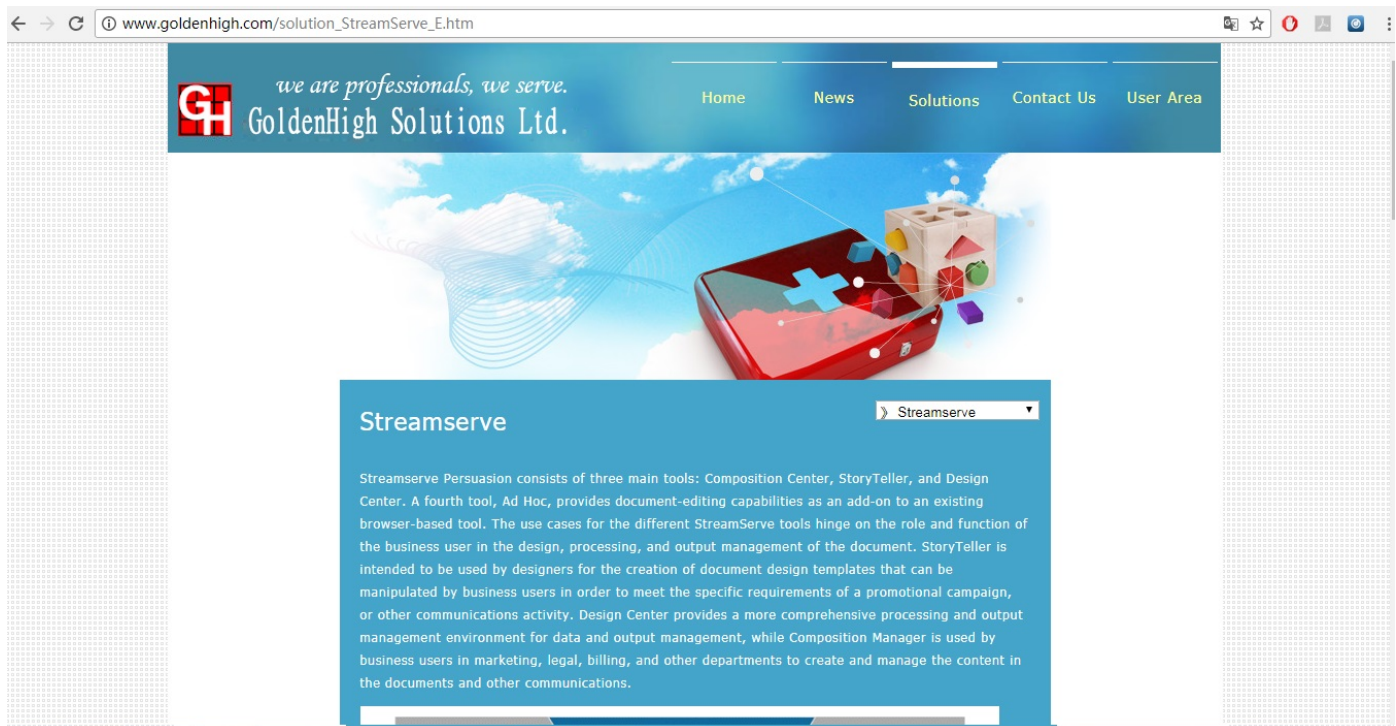 www.goldenhigh.com/solution_StreamServe_E.htm
we are professionals, we serve.
GH
GoldenHigh Solutions Ltd.
Home
News
Solutions
Contact Us
User Area
Streamserve
》 Streamserve
Streamserve Persuasion consists of three main tools: Composition Center, StoryTeller, and Design
Center. A fourth tool, Ad Hoc, provides document-editing capabilities as an add-on to an existing
browser-based tool. The use cases for the different StreamServe tools hinge on the role and function of
the business user in the design, processing, and output management of the document. StoryTeller is
intended to be used by designers for the creation of document design templates that can be
manipulated by business users in order to meet the specific requirements of a promotional campaign,
or other communications activity. Design Center provides a more comprehensive processing and output
management environment for data and output management, while Composition Manager is used by
business users in marketing, legal, billing, and other departments to create and manage the content in
the documents and other communications.